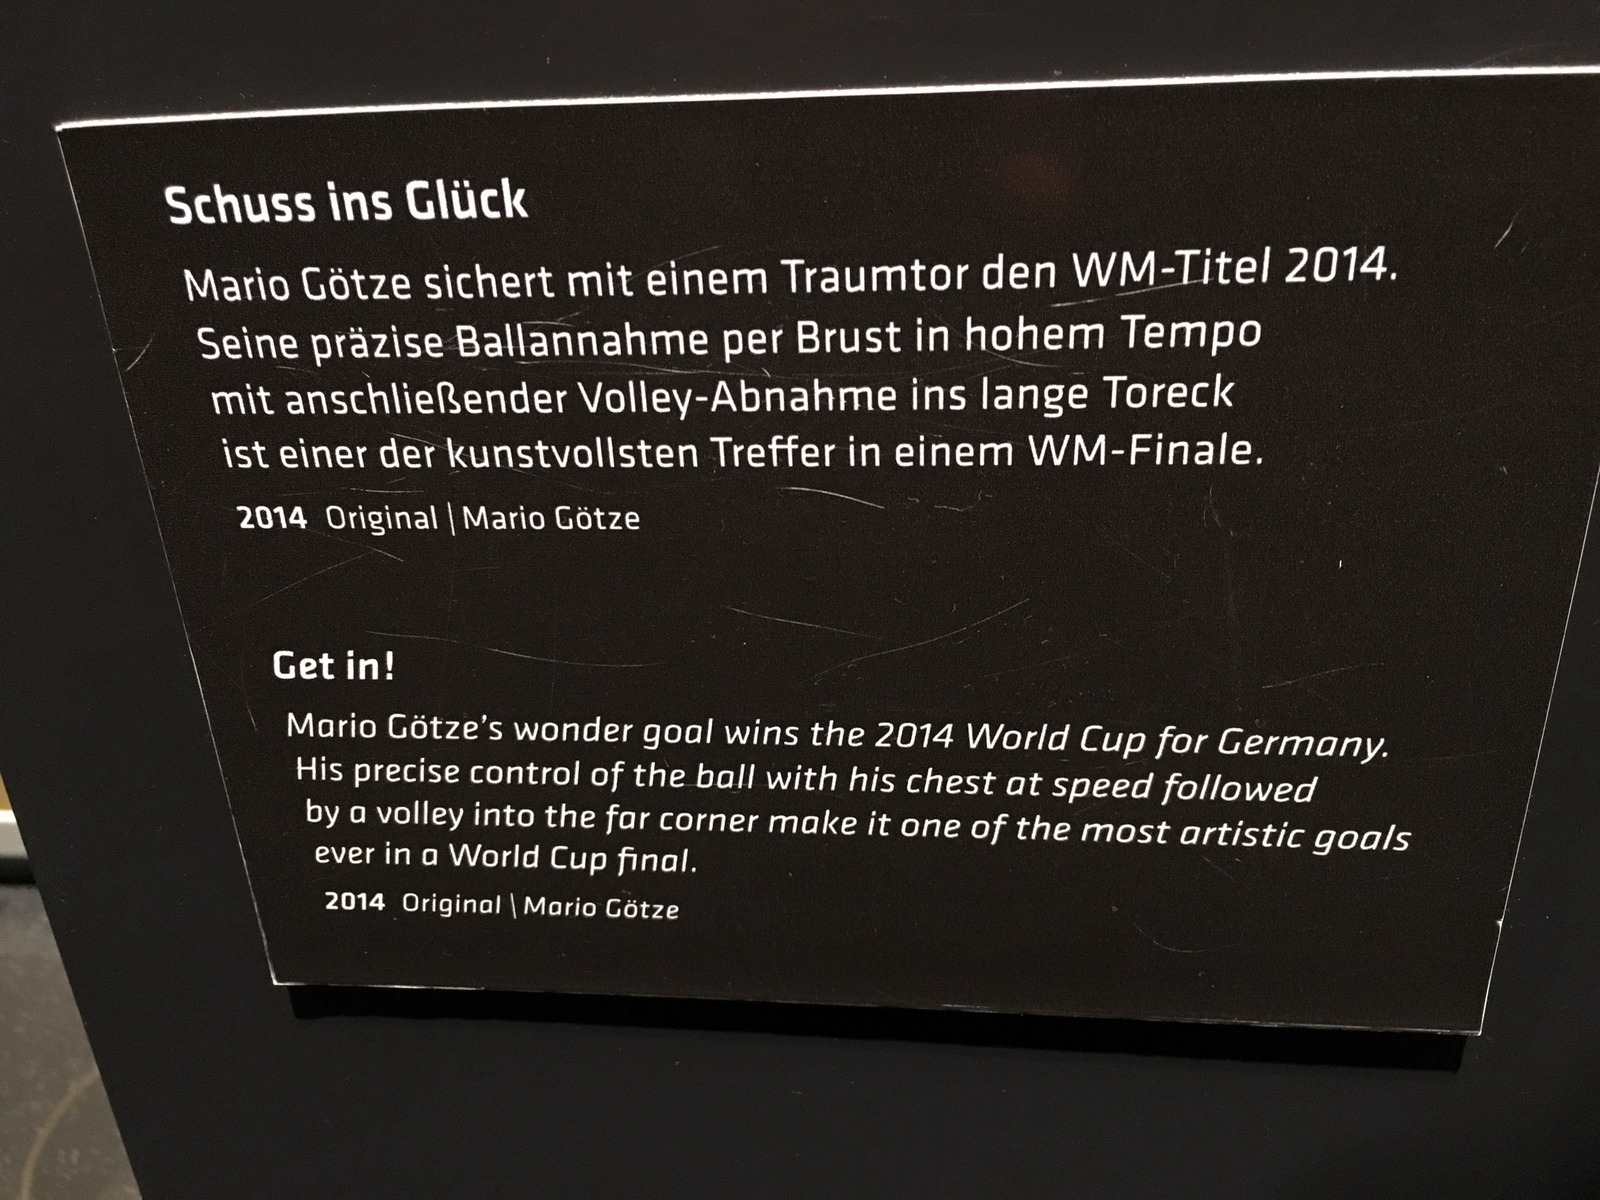 Schuss ins Glück
Mario Götze sichert mit einem Traumtor den WM-Titel 2014.
Seine präzise Ballannahme per Brust in hohem Tempo
mit anschließender Volley-Abnahme ins lange Toreck
ist einer der kunstvollsten Treffer in einem WM-Finale.
2014 Original | Mario Götze
Get in!
Mario Götze's wonder goal wins the 2014 World Cup for Germany.
His precise control of the ball with his chest at speed followed
by a volley into the far corner make it one of the most artistic goals
ever in a World Cup final.
2014 Original | Mario Götze